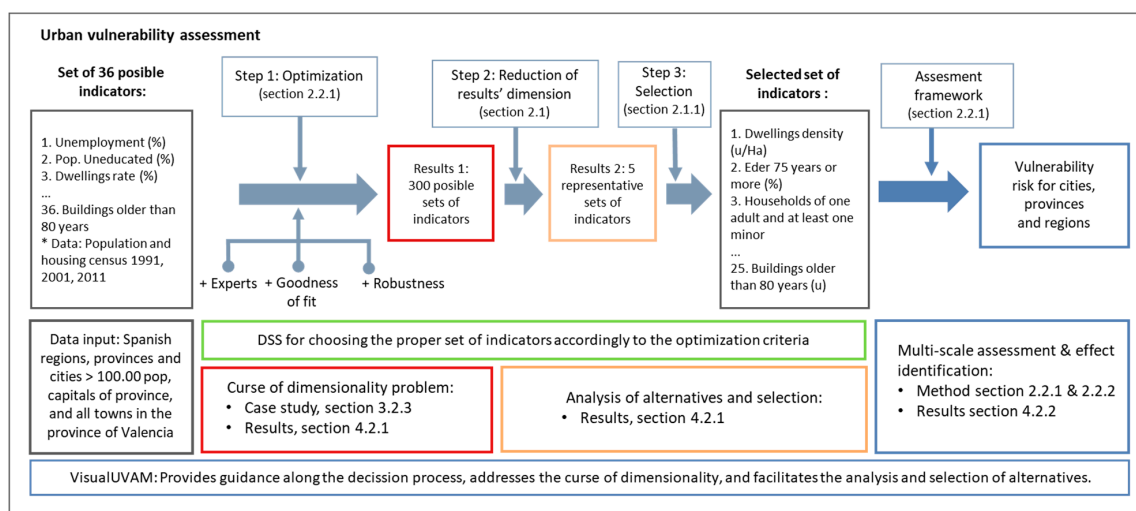 Urban vulnerability assessment
Set of 36 posible
indicators:
1. Unemployment (%)
2. Pop. Uneducated (%)
3. Dwellings rate (%)
...
36. Buildings older than
80 years
* Data: Population and
housing census 1991,
2001, 2011
Step 1: Optimization
(section 2.2.1)
+ Experts
+ Goodness
of fit
+ Robustness
Results 1:
300 posible
sets of
indicators
Step 2: Reduction of
results' dimension
(section 2.1)
Results 2: 5
representative
sets of
indicators
Step 3:
Selection
(section 2.1.1)
Selected set of
indicators :
1. Dwellings density
(u/Ha)
2. Eder 75 years or
more (%)
3. Households of one
adult and at least one
minor
...
25. Buildings older
than 80 years (u)
Assesment
framework
(section 2.2.1)
Vulnerability
risk for cities,
provinces
and regions
Data input: Spanish
regions, provinces and
cities > 100.00 pop,
capitals of province,
and all towns in the
province of Valencia
DSS for choosing the proper set of indicators accordingly to the optimization criteria
Curse of dimensionality problem:
• Case study, section 3.2.3
• Results, section 4.2.1
Analysis of alternatives and selection:
• Results, section 4.2.1
Multi-scale assessment & effect
identification:
• Method section 2.2.1 & 2.2.2
• Results section 4.2.2
VisualUVAM: Provides guidance along the decission process, addresses the curse of dimensionality, and facilitates the analysis and selection of alternatives.